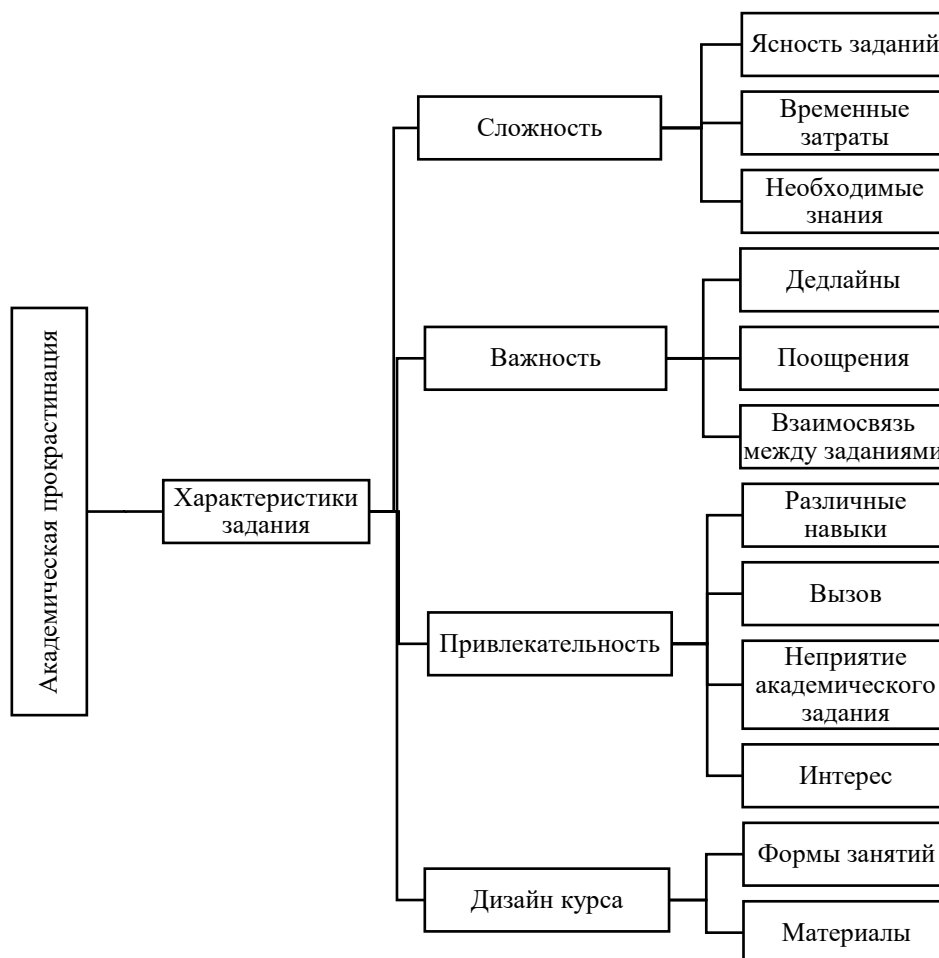 Академическая прокрастинация
Характеристики
задания
Сложность
Ясность заданий
Временные
затраты
Необходимые
знания
Важность
Дедлайны
Поощрения
Взаимосвязь
между заданиями
Привлекательность
Различные
навыки
Вызов
Неприятие
академического
задания
Интерес
Дизайн курса
Формы занятий
Материалы